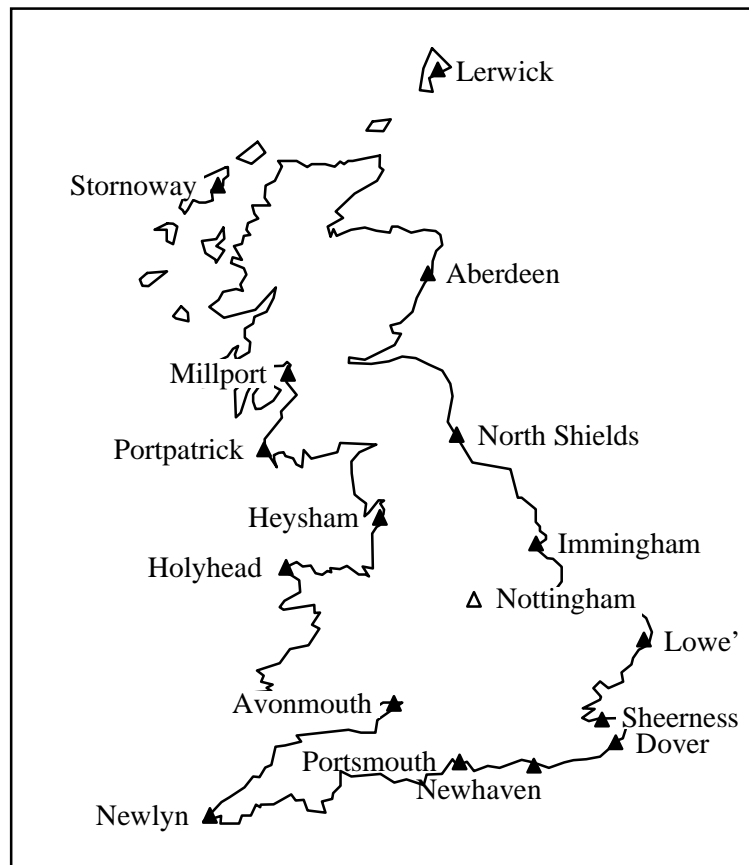 Lerwick
Stornoway
Aberdeen
Millport
North Shields
Portpatrick
Heysham
Immingham
Holyhead
Nottingham
Lowe’
Avonmouth
Sheerness
Dover
Portsmouth
Newhaven
Newlyn